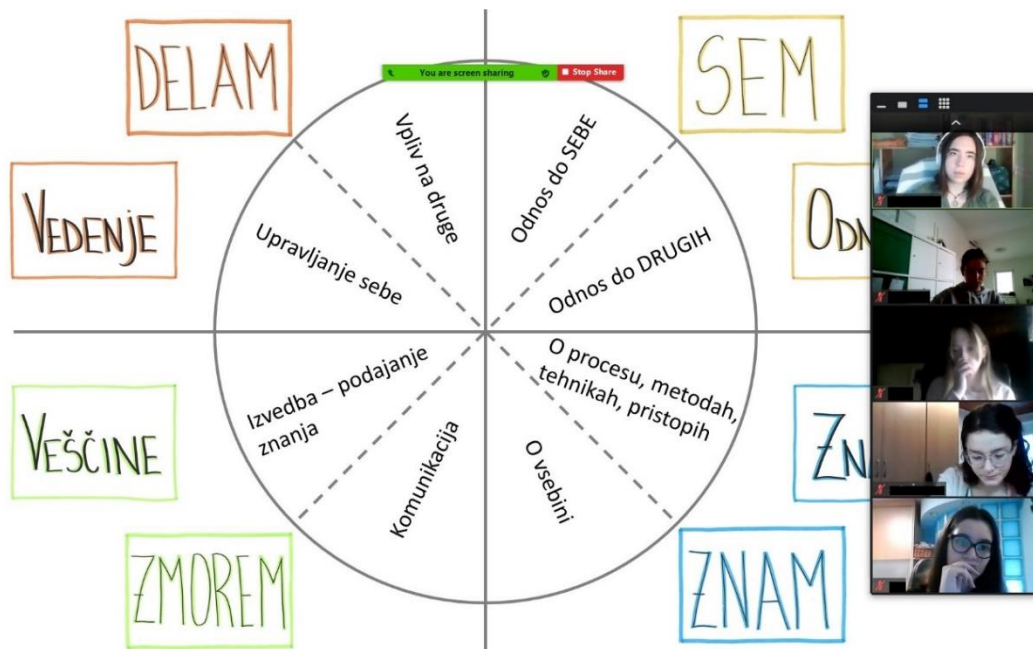 DELAM
SEM
You are screen sharing
Stop Share
VEDENJE
Vpliv na druge
Upravljanje sebe
Odnos do SEBE
Odnos do DRUGIH
Izvedba – podajanje
znanja
Komunikacija
O procesu, metodah,
tehnikah, pristopih
O vsebini
VEŠČINE
ZMOREM
ZNAM